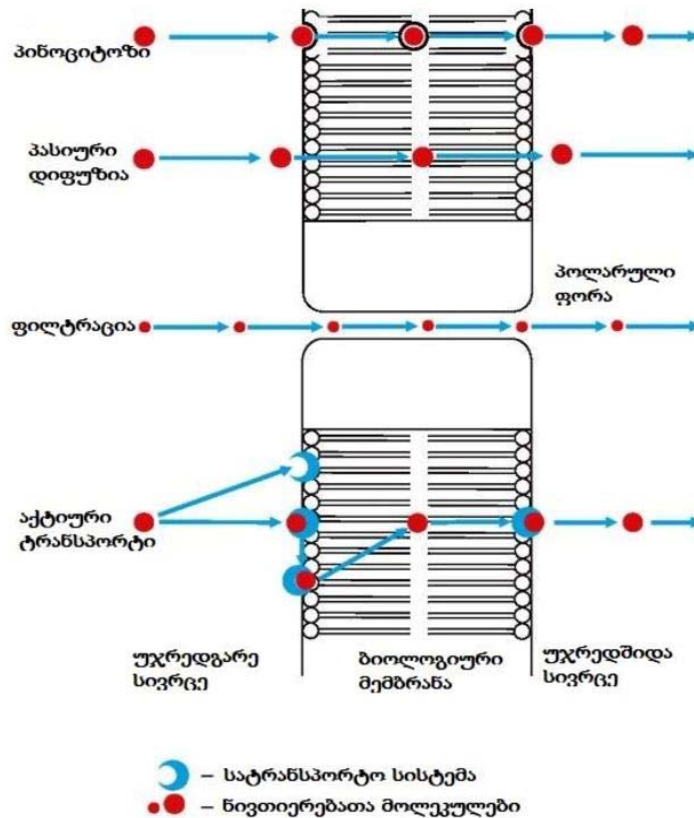 პინოციტოზი
პასიური
დიფუზია
პოლარული
ფორა
ფილტრაცია
აქტიური
ტრანსპორტი
უჯრედგარე
სივრცე
ბიოლოგიური
მემბრანა
უჯრედშიდა
სივრცე
– სატრანსპორტო სისტემა
– ნივთიერებათა მოლეკულები